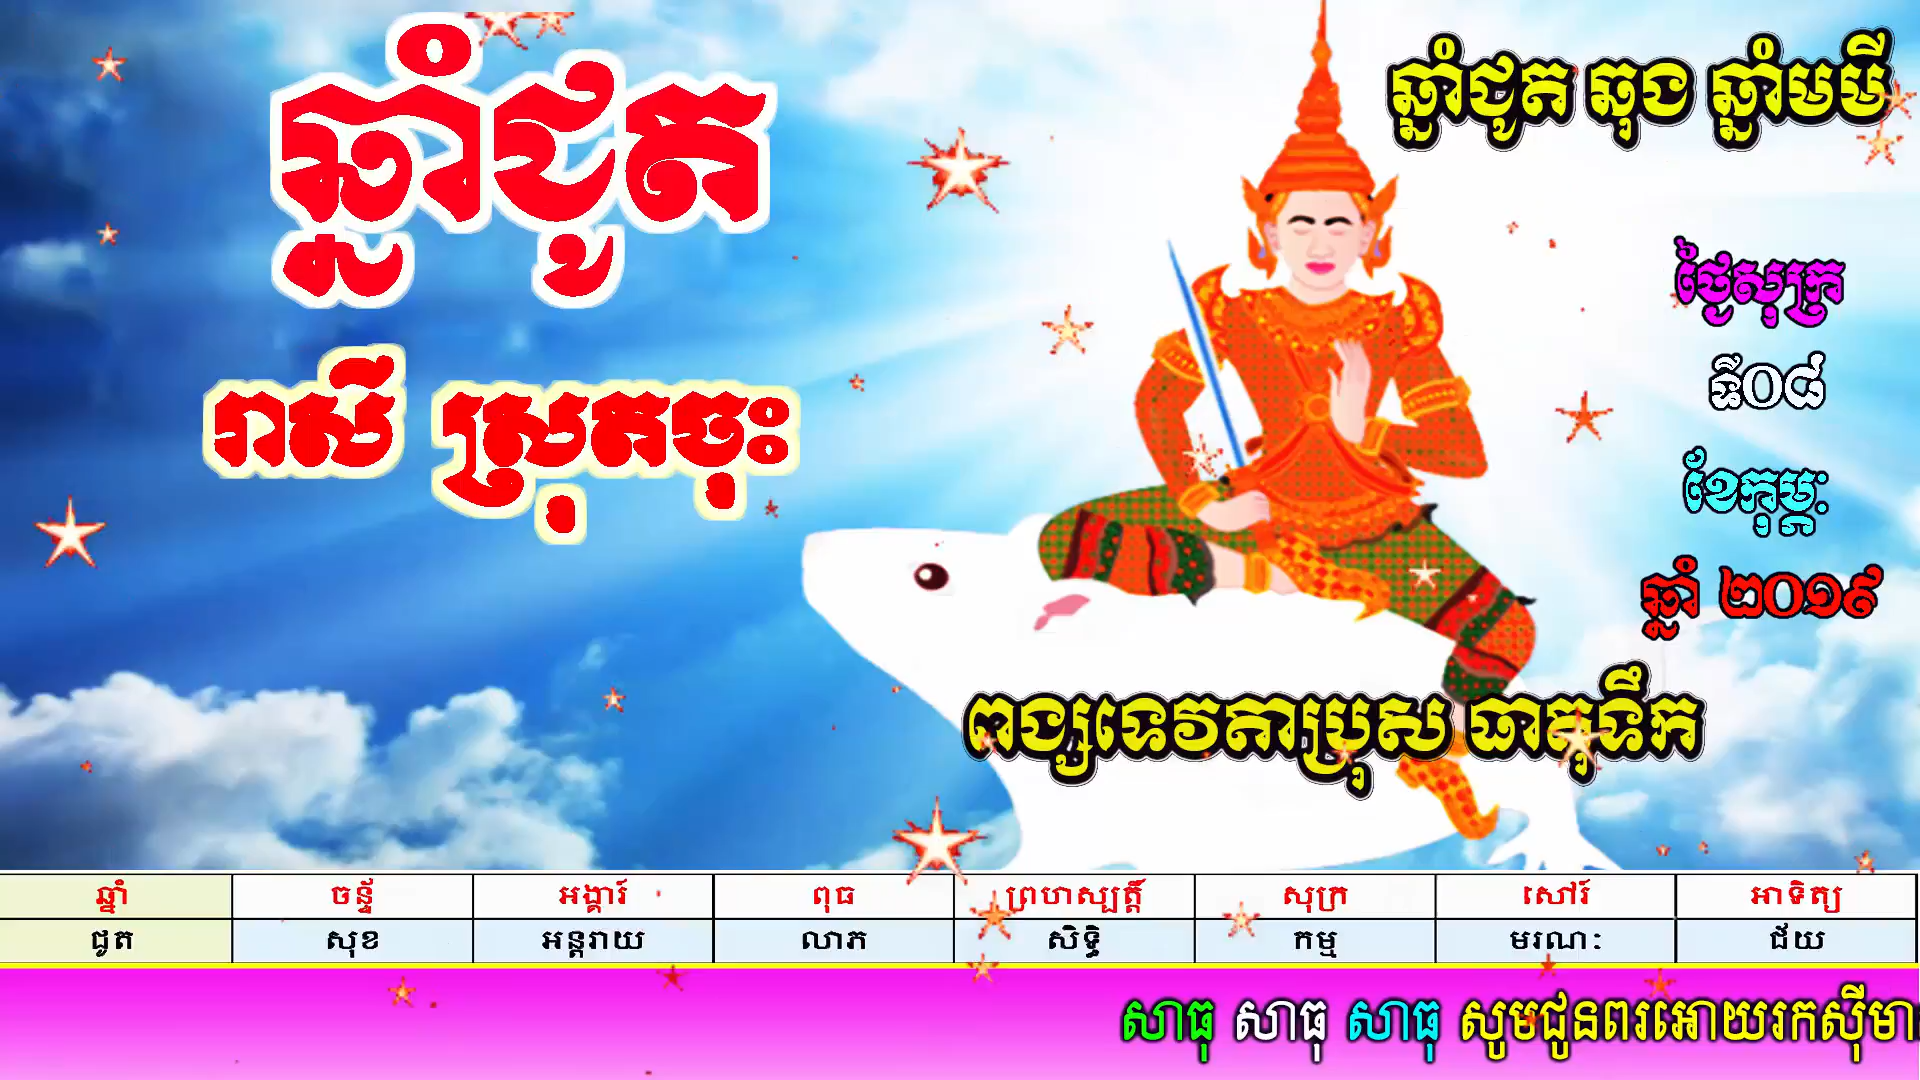 ឆ្នាំជូត
រាសី ស្រុតចុះ
ឆ្នាំជូត ឆុង ឆ្នាំមមី
ថ្ងៃសុក្រ
ទី០៨
ខែកុម្ភៈ
ឆ្នាំ ២០១៩
ពង្សទេវតាប្រុស ធាតុទឹក
ឆ្នាំ ចន្ទ័ អង្គារ៍ ពុធ ព្រហស្បត្តិ៍ សុក្រ សៅរ៍ អាទិត្យ
ជូត សុខ អន្តរាយ លាភ សិទ្ធិ កម្ម មរណៈ ជ័យ
សាធុ សាធុ សាធុ សូមជូនពរអោយរកស៊ីមា